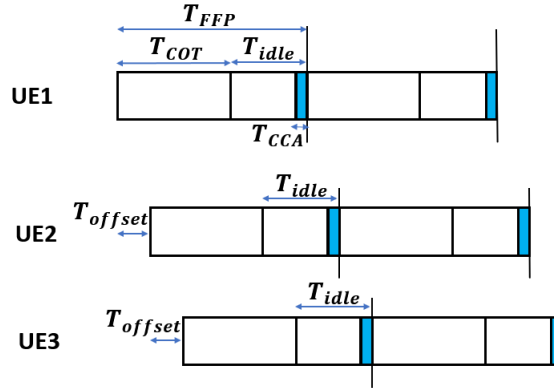 T_FFP
T_COT T_idle
UE1
T_CCA
T_idle
T_offset
UE2
T_idle
T_offset
UE3